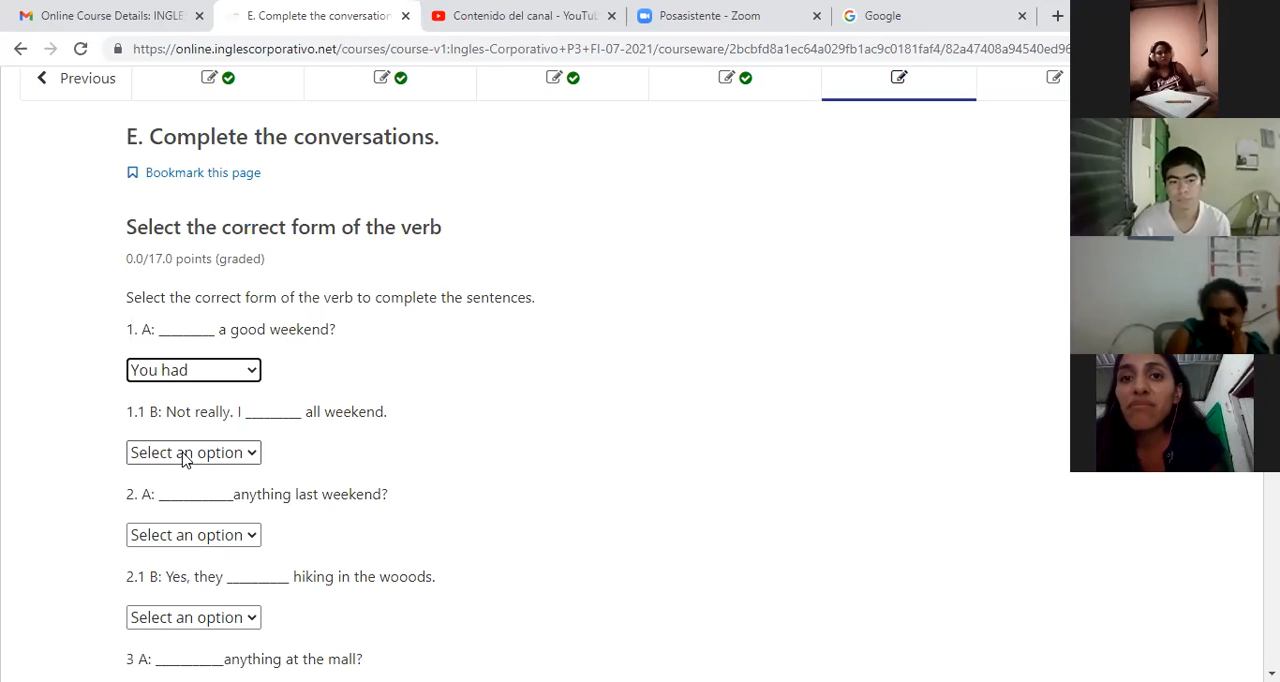 Online Course Details: INGLE
E. Complete the conversation
Contenido del canal - YouTu
Posasistente - Zoom
Google
https://online.inglescorporativo.net/courses/course-v1:Ingles-Corporativo+P3+FI-07-2021/courseware/2bcbfd8a1ec64a029fb1ac9c0181faf4/82a47408a94540ed96
Previous
E. Complete the conversations.
Bookmark this page
Select the correct form of the verb
0.0/17.0 points (graded)
Select the correct form of the verb to complete the sentences.
1. A: ________ a good weekend?
You had
1.1 B: Not really. I ________ all weekend.
Select an option
2. A: ___________anything last weekend?
Select an option
2.1 B: Yes, they _________ hiking in the wooods.
Select an option
3 A: __________anything at the mall?